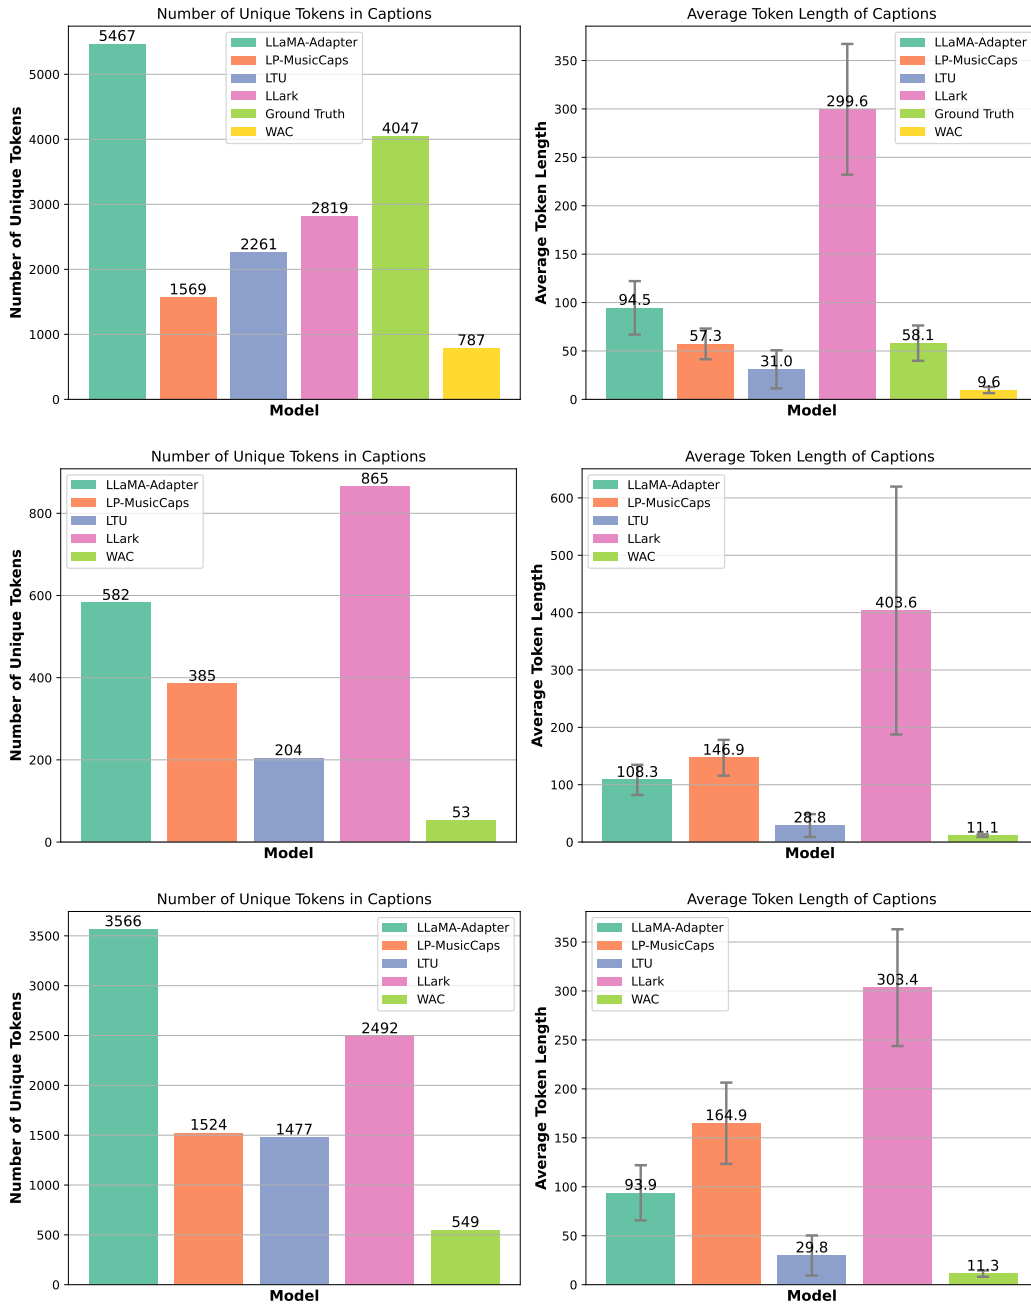 Number of Unique Tokens in Captions
Number of Unique Tokens
5000
4000
3000
2000
1000
0
5467
1569
2261
2819
4047
787
LLaMA-Adapter
LP-MusicCaps
LTU
LLark
Ground Truth
WAC
Model
Average Token Length of Captions
Average Token Length
350
300
250
200
150
100
50
0
94.5
57.3
31.0
299.6
58.1
9.6
LLaMA-Adapter
LP-MusicCaps
LTU
LLark
Ground Truth
WAC
Model
Number of Unique Tokens in Captions
Number of Unique Tokens
800
600
400
200
0
582
385
204
865
53
LLaMA-Adapter
LP-MusicCaps
LTU
LLark
WAC
Model
Average Token Length of Captions
Average Token Length
600
500
400
300
200
100
0
108.3
146.9
28.8
403.6
11.1
LLaMA-Adapter
LP-MusicCaps
LTU
LLark
WAC
Model
Number of Unique Tokens in Captions
Number of Unique Tokens
3500
3000
2500
2000
1500
1000
500
0
3566
1524
1477
2492
549
LLaMA-Adapter
LP-MusicCaps
LTU
LLark
WAC
Model
Average Token Length of Captions
Average Token Length
350
300
250
200
150
100
50
0
93.9
164.9
29.8
303.4
11.3
LLaMA-Adapter
LP-MusicCaps
LTU
LLark
WAC
Model